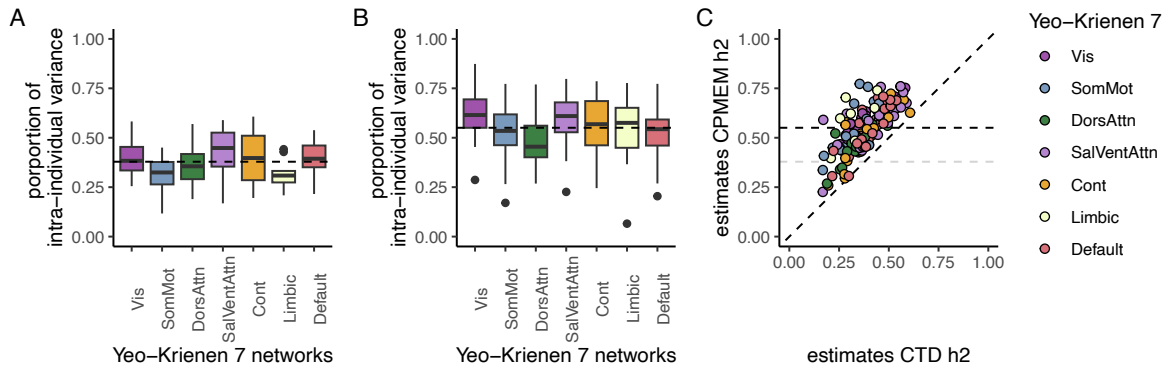 A
porportion of
intra−individual variance
1.00
0.75
0.50
0.25
0.00
Vis
SomMot
DorsAttn
SalVentAttn
Cont
Limbic
Default
Yeo−Krienen 7 networks
B
porportion of
intra−individual variance
1.00
0.75
0.50
0.25
0.00
Vis
SomMot
DorsAttn
SalVentAttn
Cont
Limbic
Default
Yeo−Krienen 7 networks
C
estimates CPMEM h2
1.00
0.75
0.50
0.25
0.00
0.00 0.25 0.50 0.75 1.00
estimates CTD h2
Yeo−Krienen 7
Vis
SomMot
DorsAttn
SalVentAttn
Cont
Limbic
Default